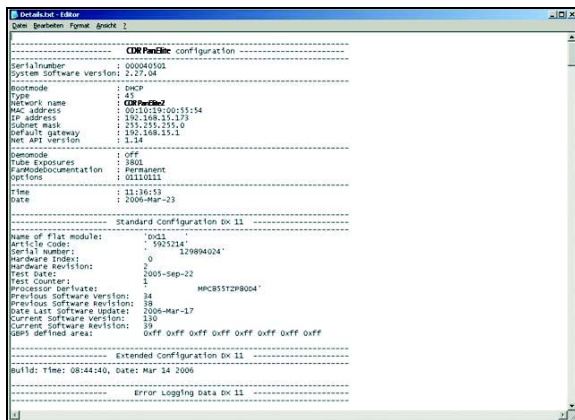 Details.txt - Editor
Datei Bearbeiten Format Ansicht ?
-------------------- CDR PanElite configuration --------------------
Serialnumber : 000040501
System Software Version: 2.27.04
Bootmode : DHCP
Type : 45
Network name : CDR PanElite2
MAC address : 00:10:19:00:55:54
IP address : 192.168.15.173
Subnet mask : 255.255.255.0
Default gateway : 192.168.15.1
Net API version : 1.14
Demomode : Off
Tube Exposures : 3801
FanModeDocumentation : Permanent
Options : 01110111
Time : 11:36:53
Date : 2006-Mar-23
-------------------- Standard Configuration DX 11 --------------------
Name of flat module: 'DX11 '
Article Code: ' 5925214'
Serial Number: ' 129894024'
Hardware Index: 0
Hardware Revision: 2
Test Date: 2005-Sep-22
Test Counter: 1
Processor Derivate: ' MPC855TZP80D4'
Previous Software Version: 34
Previous Software Revision: 38
Date Last Software Update: 2006-Mar-17
Current Software Version: 130
Current Software Revision: 39
GBPS defined area: 0xff 0xff 0xff 0xff 0xff 0xff 0xff 0xff
-------------------- Extended Configuration DX 11 --------------------
Build: Time: 08:44:40, Date: Mar 14 2006
-------------------- Error Logging Data DX 11 --------------------